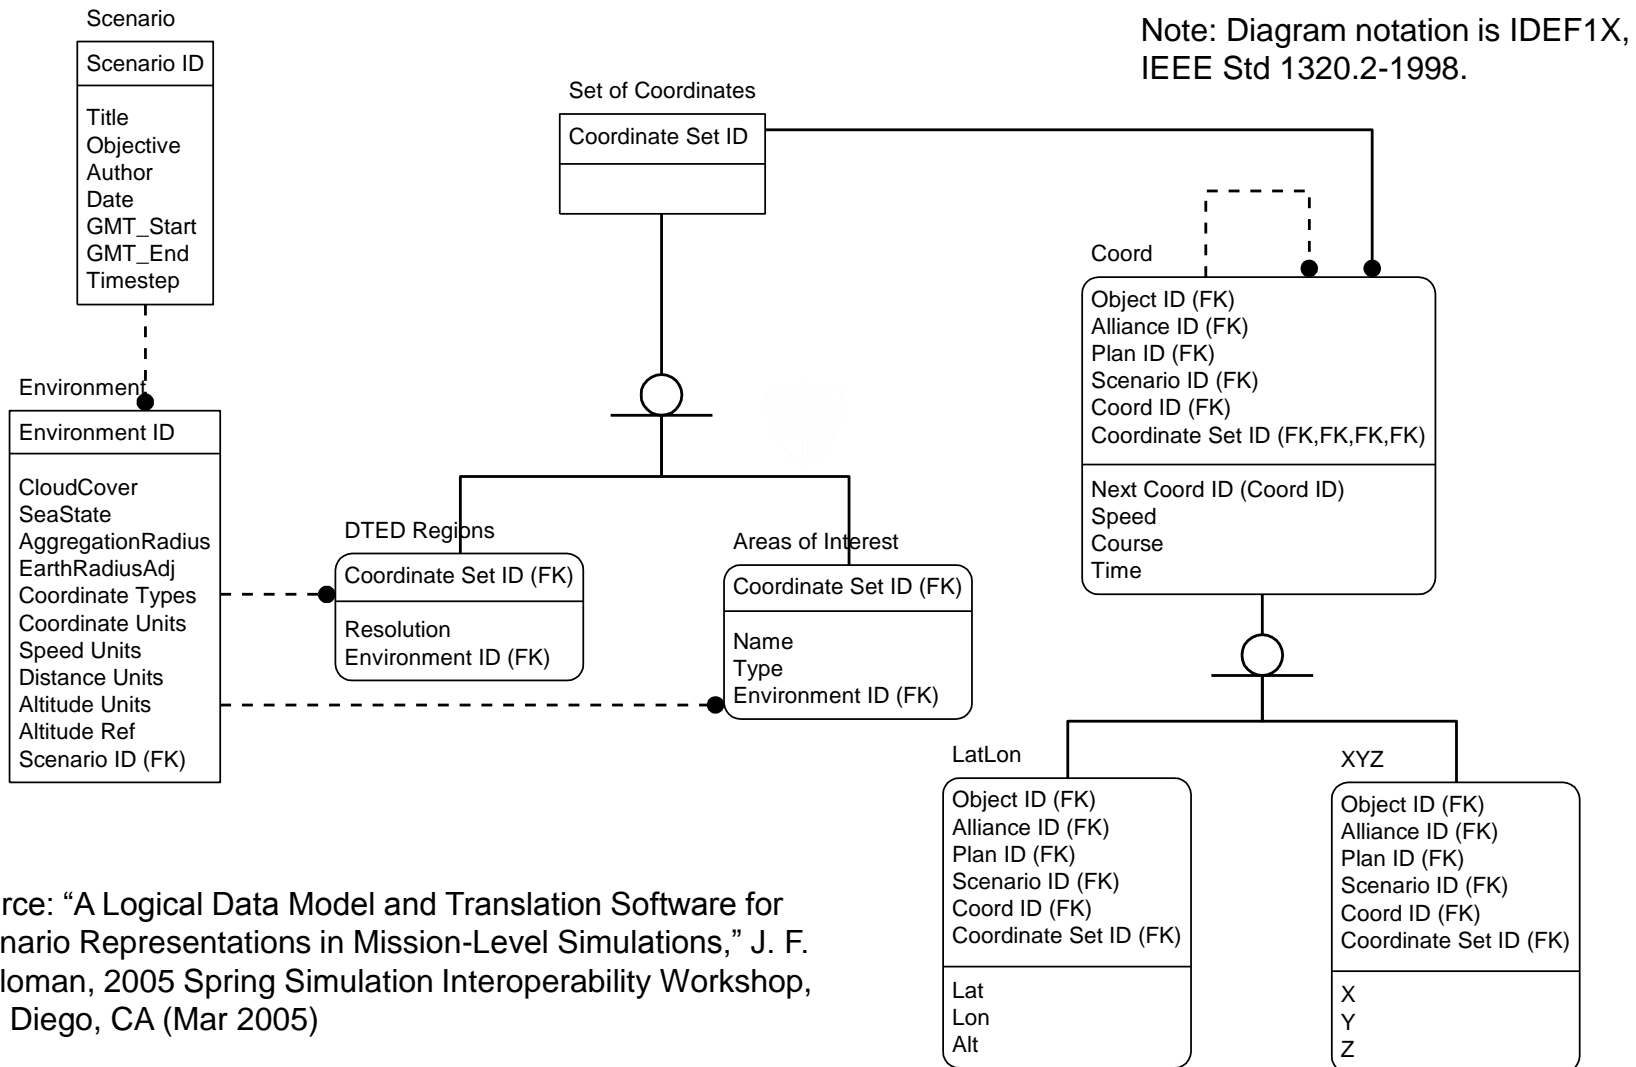 Note: Diagram notation is IDEF1X,
IEEE Std 1320.2-1998.
Scenario
Scenario ID
Title
Objective
Author
Date
GMT_Start
GMT_End
Timestep
Environment
Environment ID
CloudCover
SeaState
AggregationRadius
EarthRadiusAdj
Coordinate Types
Coordinate Units
Speed Units
Distance Units
Altitude Units
Altitude Ref
Scenario ID (FK)
Set of Coordinates
Coordinate Set ID
DTED Regions
Coordinate Set ID (FK)
Resolution
Environment ID (FK)
Areas of Interest
Coordinate Set ID (FK)
Name
Type
Environment ID (FK)
Coord
Object ID (FK)
Alliance ID (FK)
Plan ID (FK)
Scenario ID (FK)
Coord ID (FK)
Coordinate Set ID (FK,FK,FK,FK)
Next Coord ID (Coord ID)
Speed
Course
Time
LatLon
Object ID (FK)
Alliance ID (FK)
Plan ID (FK)
Scenario ID (FK)
Coord ID (FK)
Coordinate Set ID (FK)
Lat
Lon
Alt
XYZ
Object ID (FK)
Alliance ID (FK)
Plan ID (FK)
Scenario ID (FK)
Coord ID (FK)
Coordinate Set ID (FK)
X
Y
Z
rce: “A Logical Data Model and Translation Software for
nario Representations in Mission-Level Simulations,” J. F.
loman, 2005 Spring Simulation Interoperability Workshop,
Diego, CA (Mar 2005)